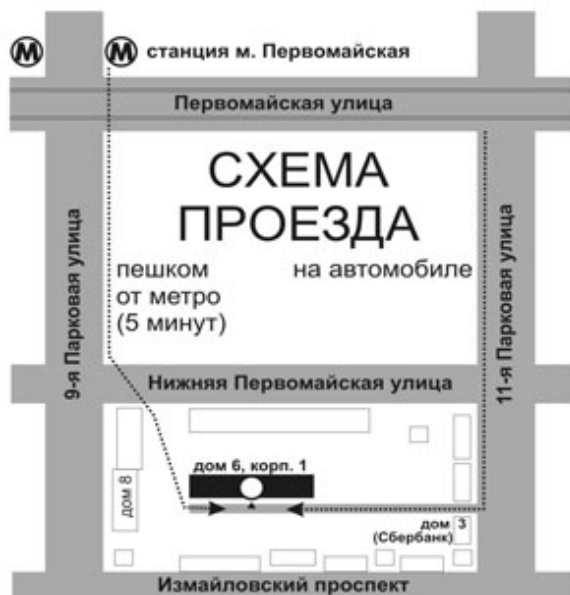 М М станция м. Первомайская
Первомайская улица
СХЕМА
ПРОЕЗДА
пешком
от метро
(5 минут)
на автомобиле
9-я Парковая улица
11-я Парковая улица
Нижняя Первомайская улица
дом 6, корп. 1
дом 8
дом 3
(Сбербанк)
Измайловский проспект